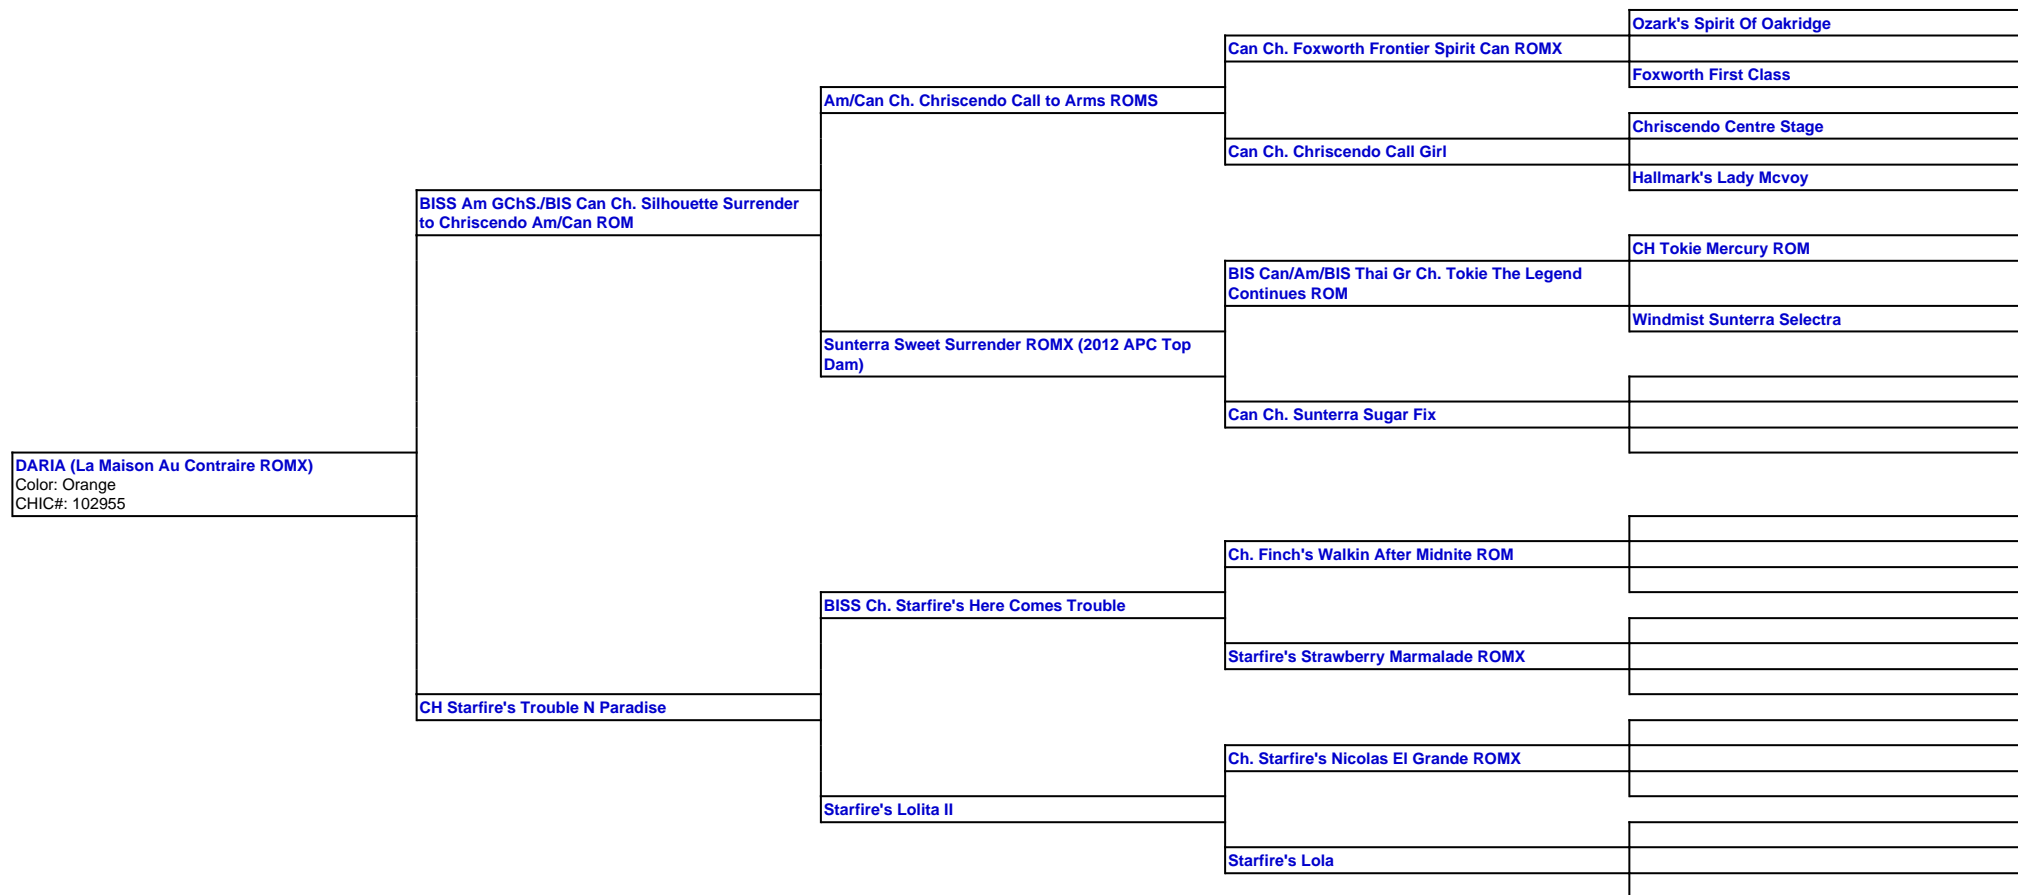 Ozark's Spirit Of Oakridge
Can Ch. Foxworth Frontier Spirit Can ROMX
Foxworth First Class
Am/Can Ch. Chriscendo Call to Arms ROMS
Chriscendo Centre Stage
Can Ch. Chriscendo Call Girl
Hallmark's Lady Mcvoy
BISS Am GChS./BIS Can Ch. Silhouette Surrender
to Chriscendo Am/Can ROM
CH Tokie Mercury ROM
BIS Can/Am/BIS Thai Gr Ch. Tokie The Legend
Continues ROM
Windmist Sunterra Selectra
Sunterra Sweet Surrender ROMX (2012 APC Top
Dam)
Can Ch. Sunterra Sugar Fix
DARIA (La Maison Au Contraire ROMX)
Color: Orange
CHIC#: 102955
Ch. Finch's Walkin After Midnite ROM
BISS Ch. Starfire's Here Comes Trouble
Starfire's Strawberry Marmalade ROMX
CH Starfire's Trouble N Paradise
Ch. Starfire's Nicolas El Grande ROMX
Starfire's Lolita II
Starfire's Lola